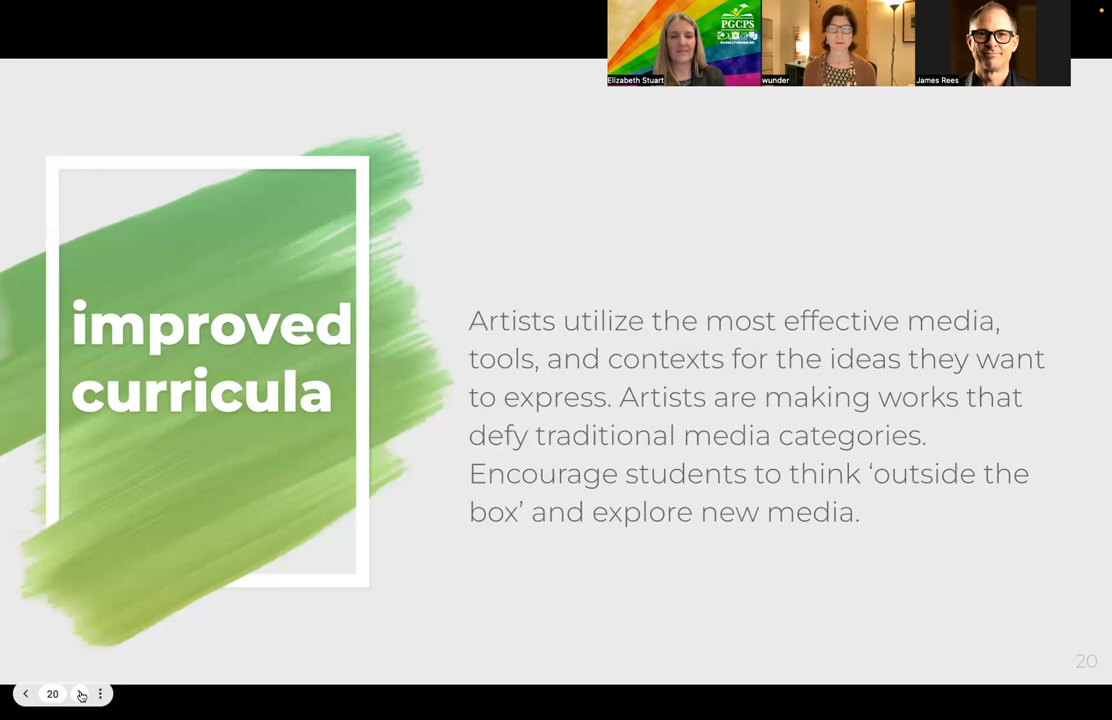 PGCPS
Elizabeth Stuart
wunder
James Rees
improved
curricula
Artists utilize the most effective media,
tools, and contexts for the ideas they want
to express. Artists are making works that
defy traditional media categories.
Encourage students to think ‘outside the
box’ and explore new media.
20
20